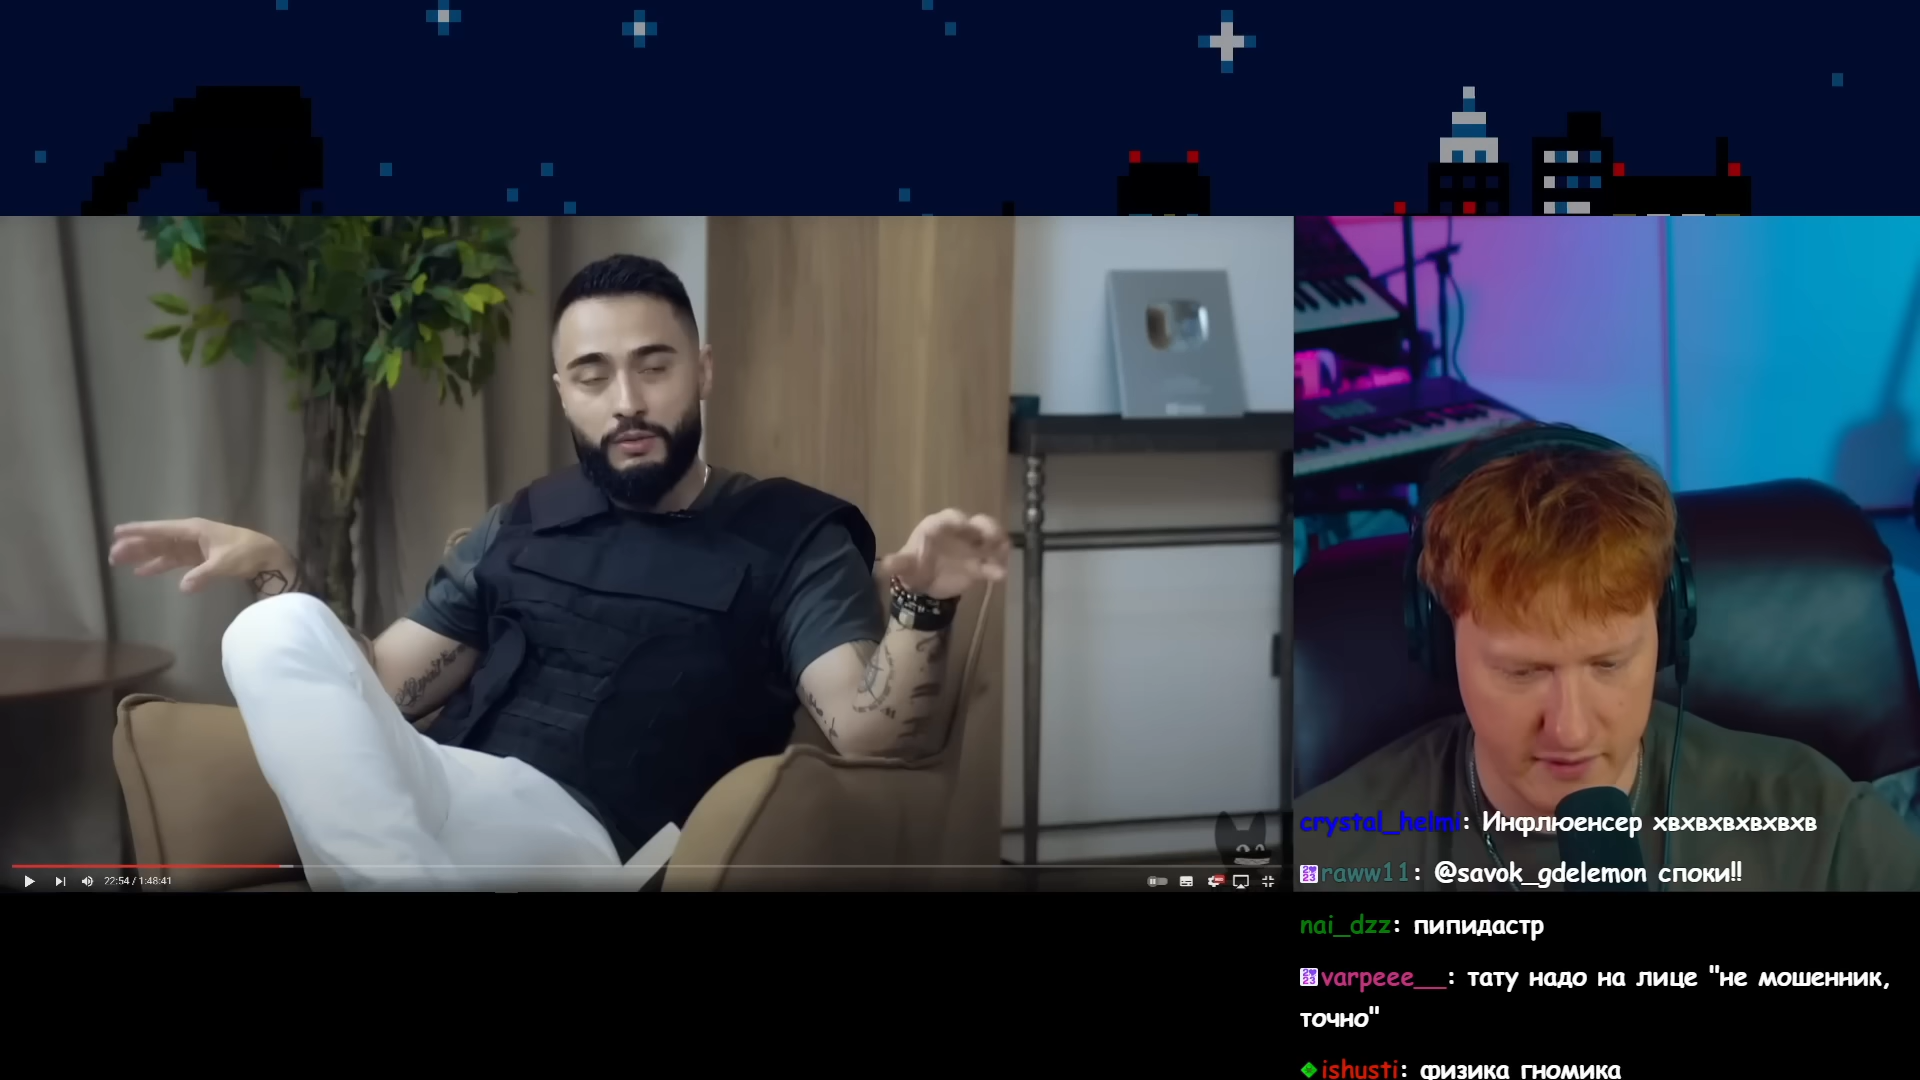 22:54 / 1:48:41
crystal_helmi: Инфлюенсер хвхвхвхвхвхв
raww11: @savok_gdelemon споки!!
nai_dzz: пипидастр
varpeee__: тату надо на лице "не мошенник,
точно"
ishusti: физика гномика